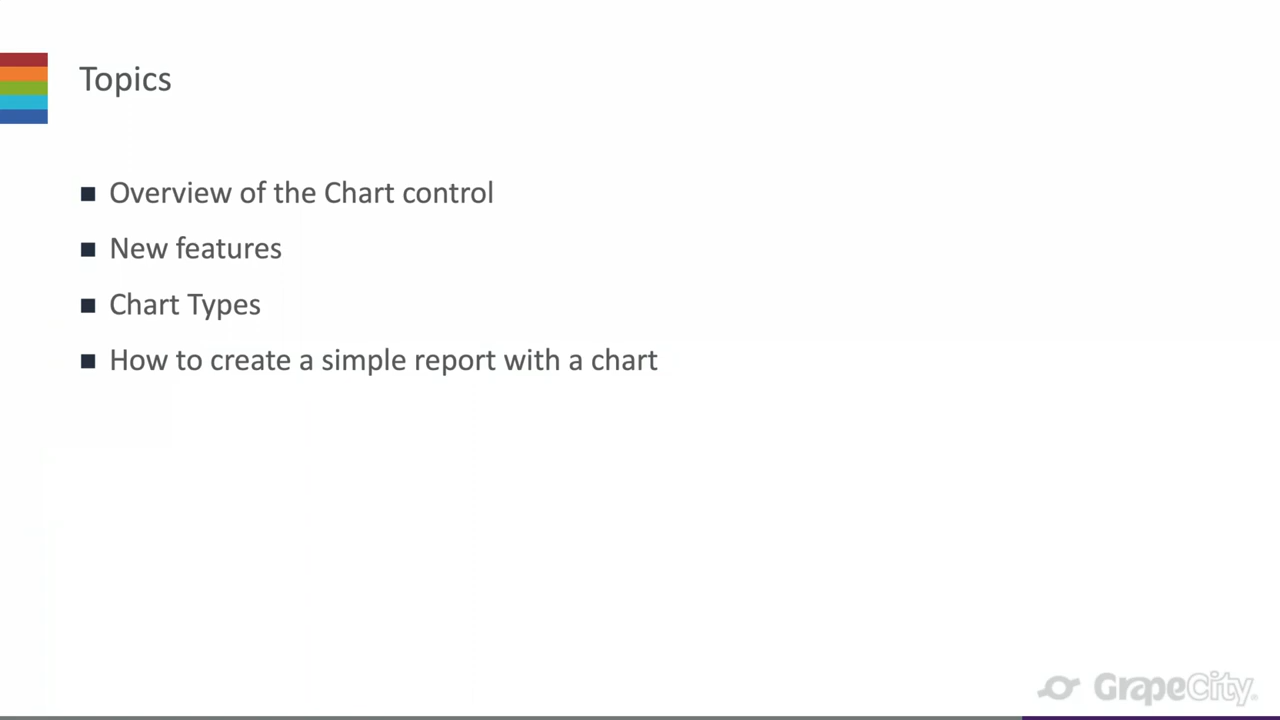 Topics
Overview of the Chart control
New features
Chart Types
How to create a simple report with a chart
GrapeCity